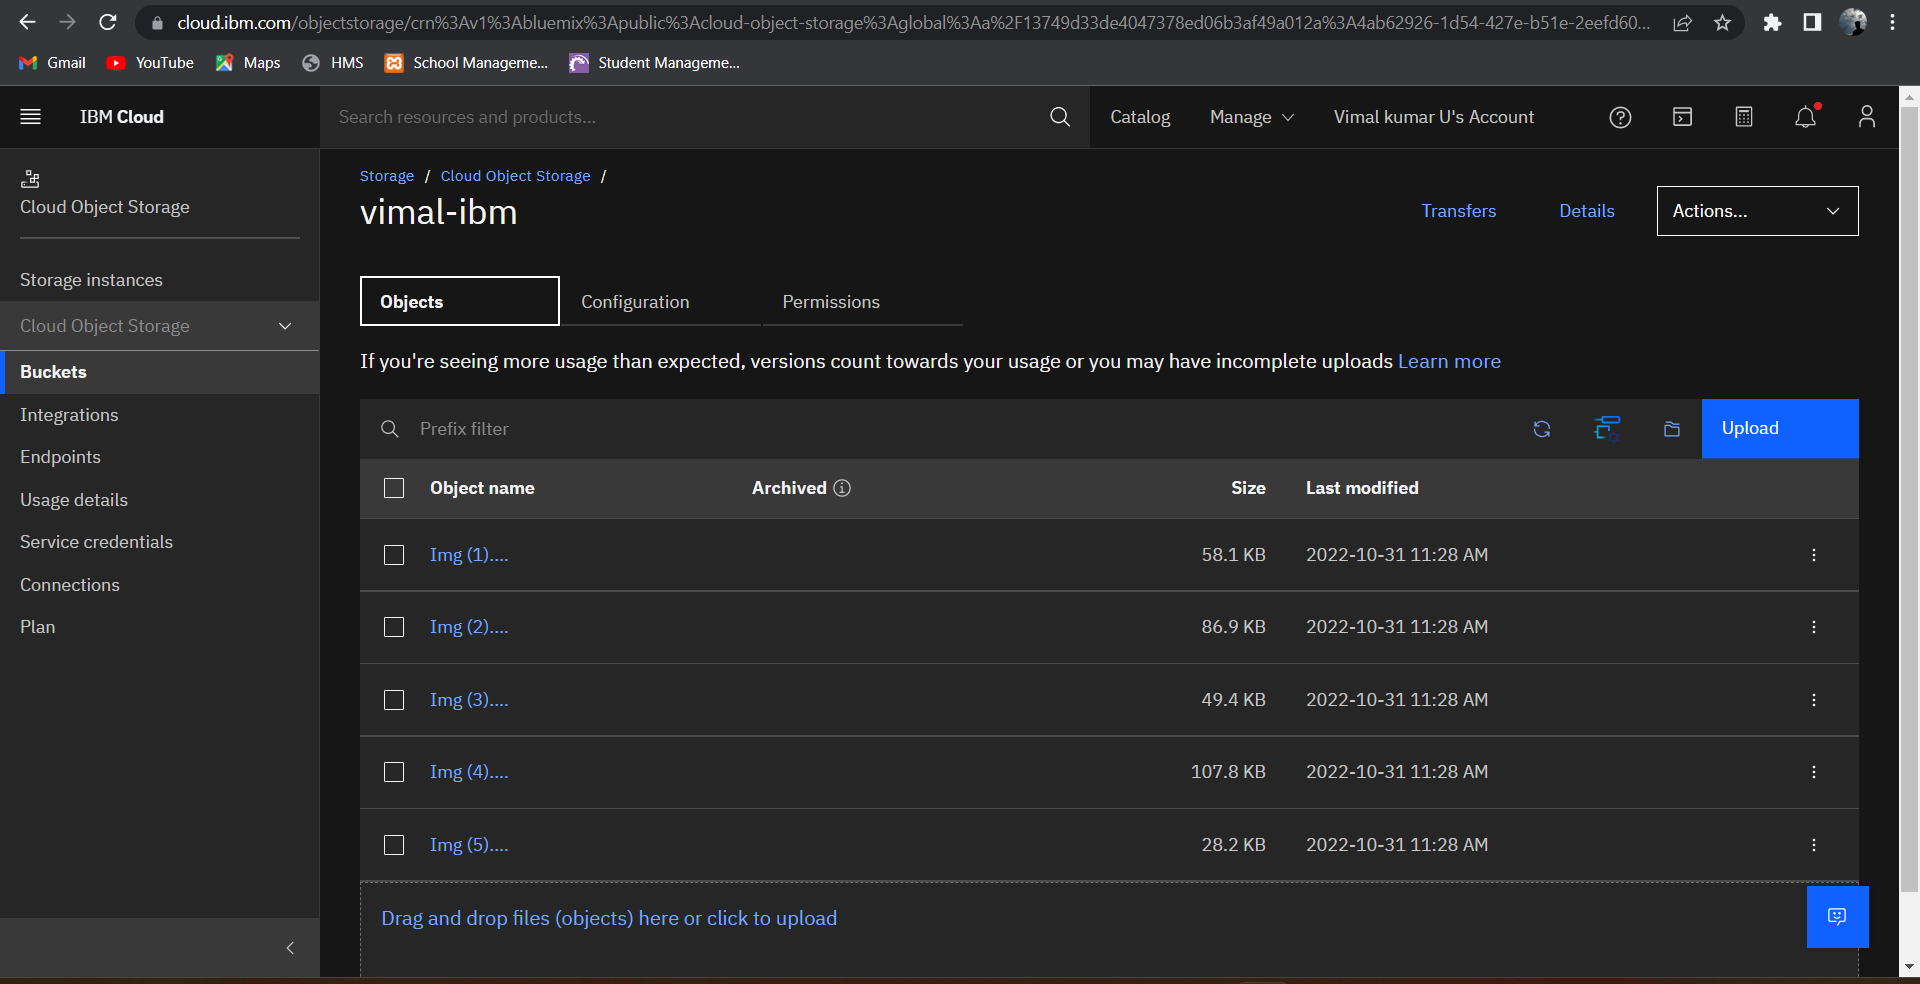 cloud.ibm.com/objectstorage/crn%3Av1%3Abluemix%3Apublic%3Acloud-object-storage%3Aglobal%3Aa%2F13749d33de4047378ed06b3af49a012a%3A4ab62926-1d54-427e-b51e-2eefd60...
Gmail YouTube Maps HMS School Manageme... Student Manageme...
IBM Cloud Search resources and products... Catalog Manage Vimal kumar U's Account
Cloud Object Storage
Storage instances
Cloud Object Storage
Buckets
Integrations
Endpoints
Usage details
Service credentials
Connections
Plan
Storage / Cloud Object Storage /
vimal-ibm Transfers Details Actions...
Objects Configuration Permissions
If you're seeing more usage than expected, versions count towards your usage or you may have incomplete uploads Learn more
Prefix filter Upload
Object name Archived Size Last modified
Img (1).... 58.1 KB 2022-10-31 11:28 AM
Img (2).... 86.9 KB 2022-10-31 11:28 AM
Img (3).... 49.4 KB 2022-10-31 11:28 AM
Img (4).... 107.8 KB 2022-10-31 11:28 AM
Img (5).... 28.2 KB 2022-10-31 11:28 AM
Drag and drop files (objects) here or click to upload